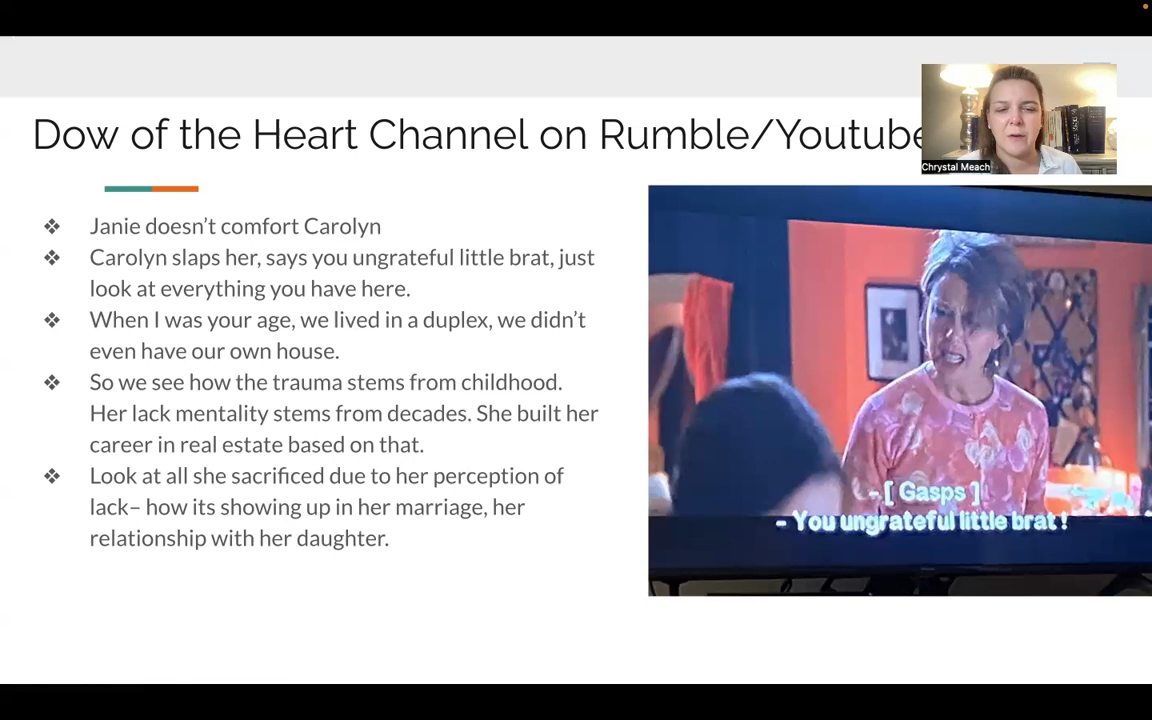 Dow of the Heart Channel on Rumble/Youtube
Chrystal Meach
❖ Janie doesn’t comfort Carolyn
❖ Carolyn slaps her, says you ungrateful little brat, just
look at everything you have here.
❖ When I was your age, we lived in a duplex, we didn’t
even have our own house.
❖ So we see how the trauma stems from childhood.
Her lack mentality stems from decades. She built her
career in real estate based on that.
❖ Look at all she sacrificed due to her perception of
lack– how its showing up in her marriage, her
relationship with her daughter.
-[ Gasps ]
- You ungrateful little brat!